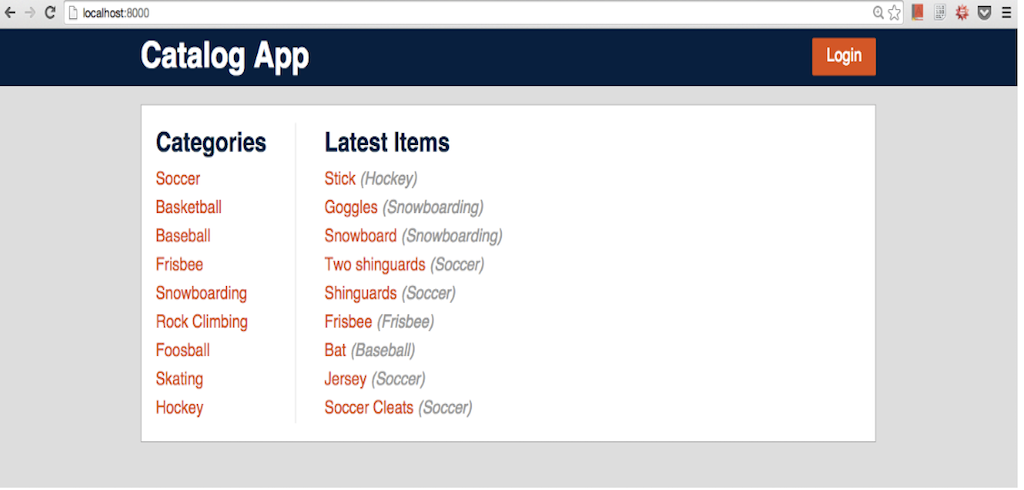 localhost:8000
Catalog App
Login
Categories
Soccer
Basketball
Baseball
Frisbee
Snowboarding
Rock Climbing
Foosball
Skating
Hockey
Latest Items
Stick (Hockey)
Goggles (Snowboarding)
Snowboard (Snowboarding)
Two shinguards (Soccer)
Shinguards (Soccer)
Frisbee (Frisbee)
Bat (Baseball)
Jersey (Soccer)
Soccer Cleats (Soccer)